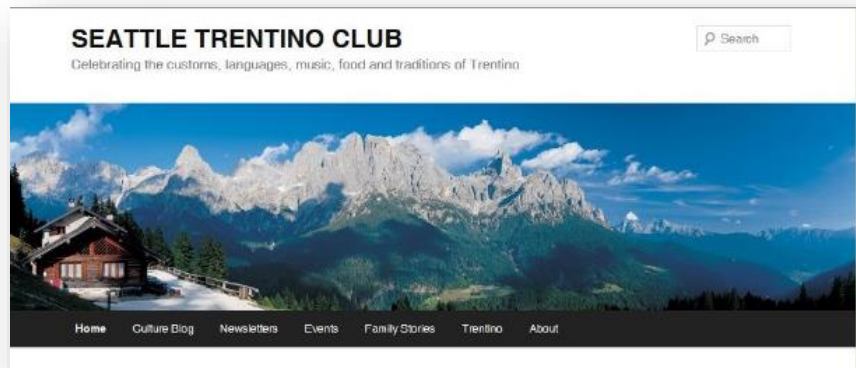 SEATTLE TRENTINO CLUB
Celebrating the customs, languages, music, food and traditions of Trentino
Search
Home Culture Blog Newsletters Events Family Stories Trentino About